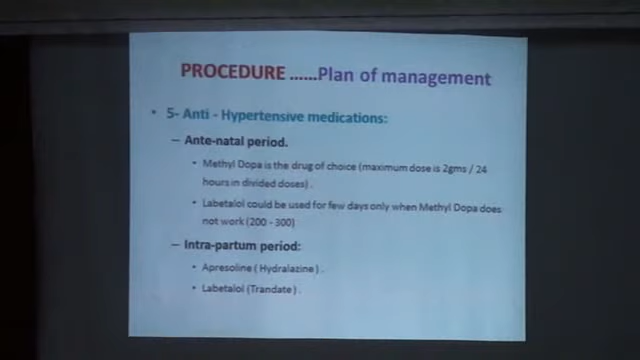 PROCEDURE ......Plan of management
• 5- Anti - Hypertensive medications:
– Ante-natal period.
• Methyl Dopa is the drug of choice (maximum dose is 2gms / 24
hours in divided doses) .
• Labetalol could be used for few days only when Methyl Dopa does
not work (200 - 300)
– Intra-partum period:
• Apresoline ( Hydralazine ) .
• Labetalol (Trandate) .